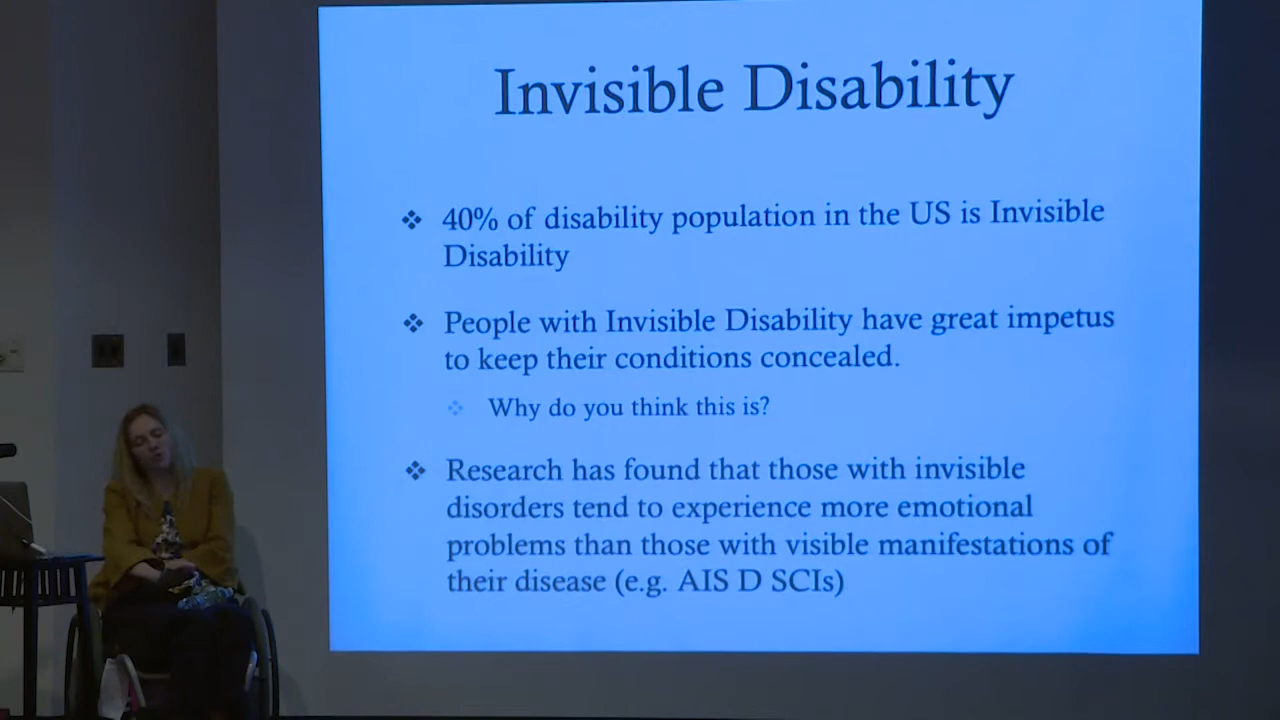 Invisible Disability
❖ 40% of disability population in the US is Invisible
Disability
❖ People with Invisible Disability have great impetus
to keep their conditions concealed.
❖ Why do you think this is?
❖ Research has found that those with invisible
disorders tend to experience more emotional
problems than those with visible manifestations of
their disease (e.g. AIS D SCIs)